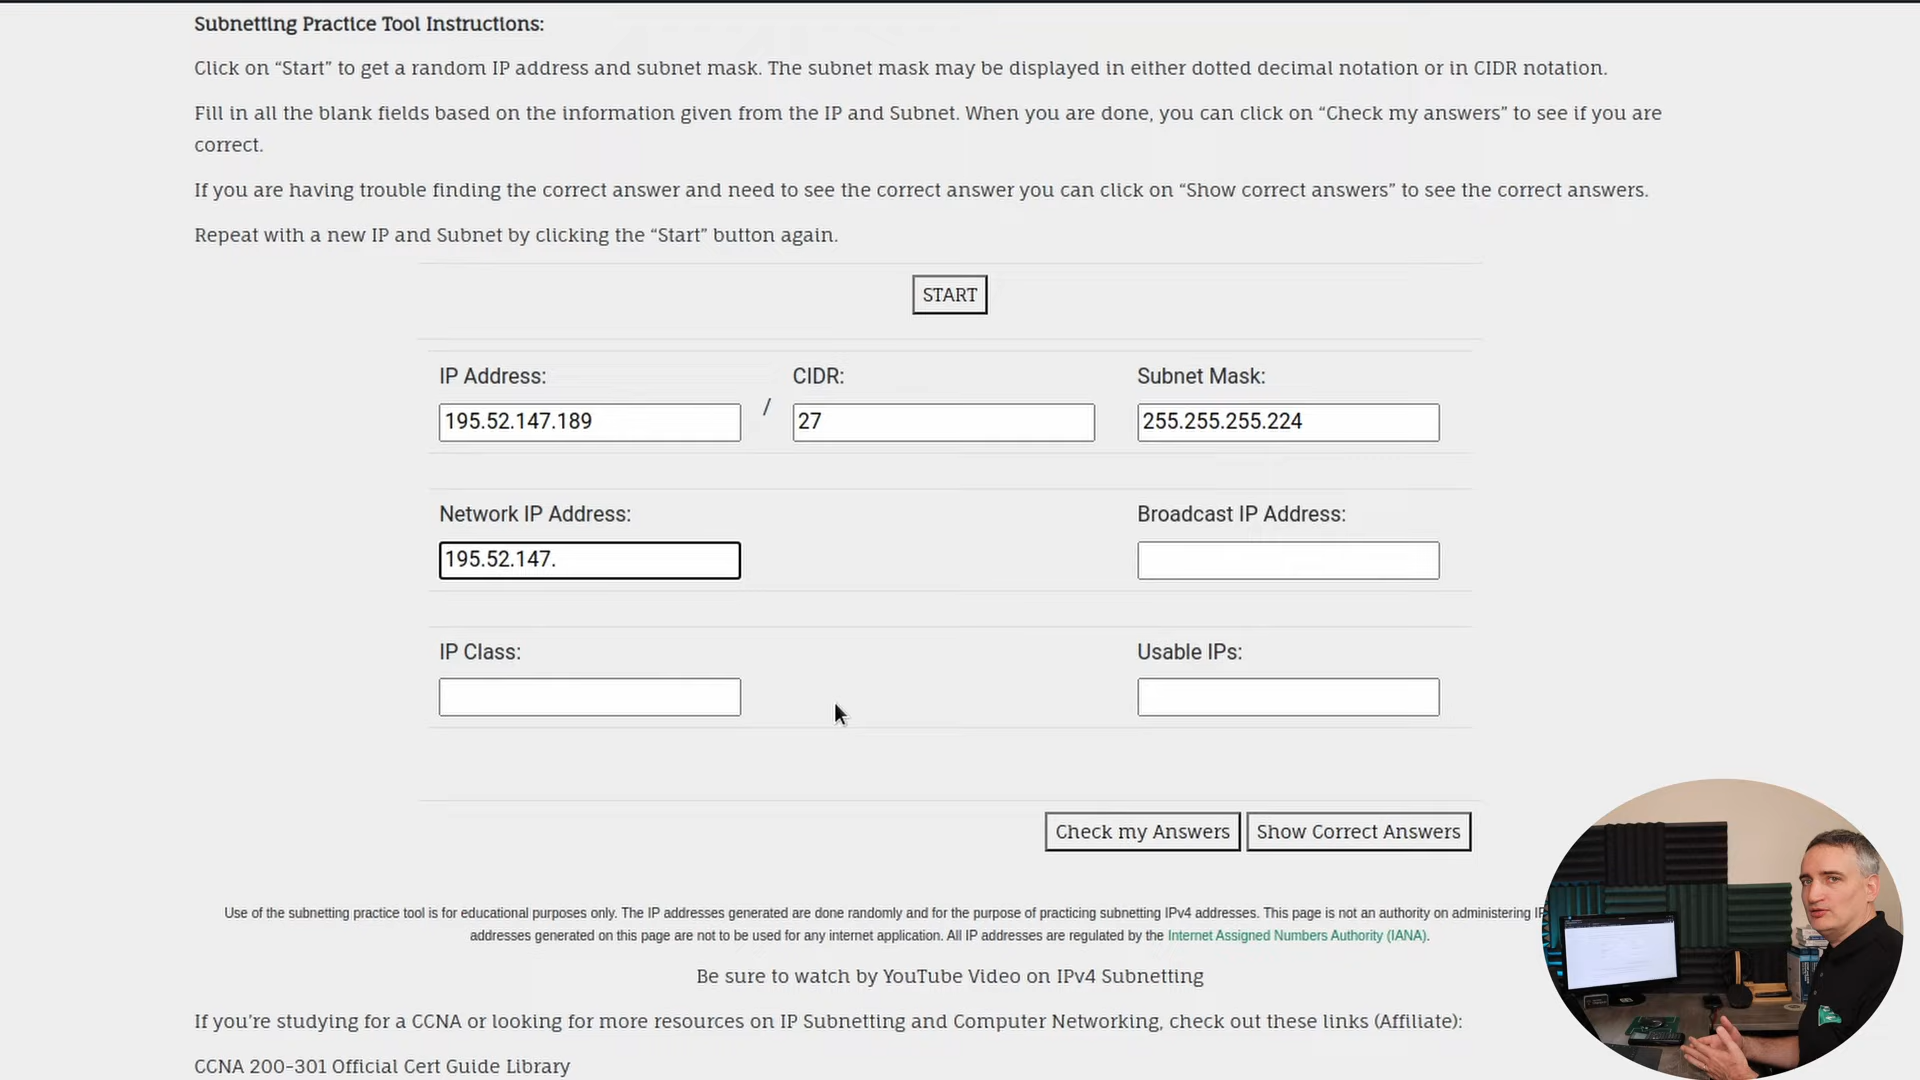 Subnetting Practice Tool Instructions:
Click on “Start” to get a random IP address and subnet mask. The subnet mask may be displayed in either dotted decimal notation or in CIDR notation.
Fill in all the blank fields based on the information given from the IP and Subnet. When you are done, you can click on “Check my answers” to see if you are
correct.
If you are having trouble finding the correct answer and need to see the correct answer you can click on “Show correct answers” to see the correct answers.
Repeat with a new IP and Subnet by clicking the “Start” button again.
START
IP Address: CIDR: Subnet Mask:
195.52.147.189 / 27 255.255.255.224
Network IP Address: Broadcast IP Address:
195.52.147.
IP Class: Usable IPs:
Check my Answers Show Correct Answers
Use of the subnetting practice tool is for educational purposes only. The IP addresses generated are done randomly and for the purpose of practicing subnetting IPv4 addresses. This page is not an authority on administering IP
addresses generated on this page are not to be used for any internet application. All IP addresses are regulated by the Internet Assigned Numbers Authority (IANA).
Be sure to watch by YouTube Video on IPv4 Subnetting
If you’re studying for a CCNA or looking for more resources on IP Subnetting and Computer Networking, check out these links (Affiliate):
CCNA 200-301 Official Cert Guide Library